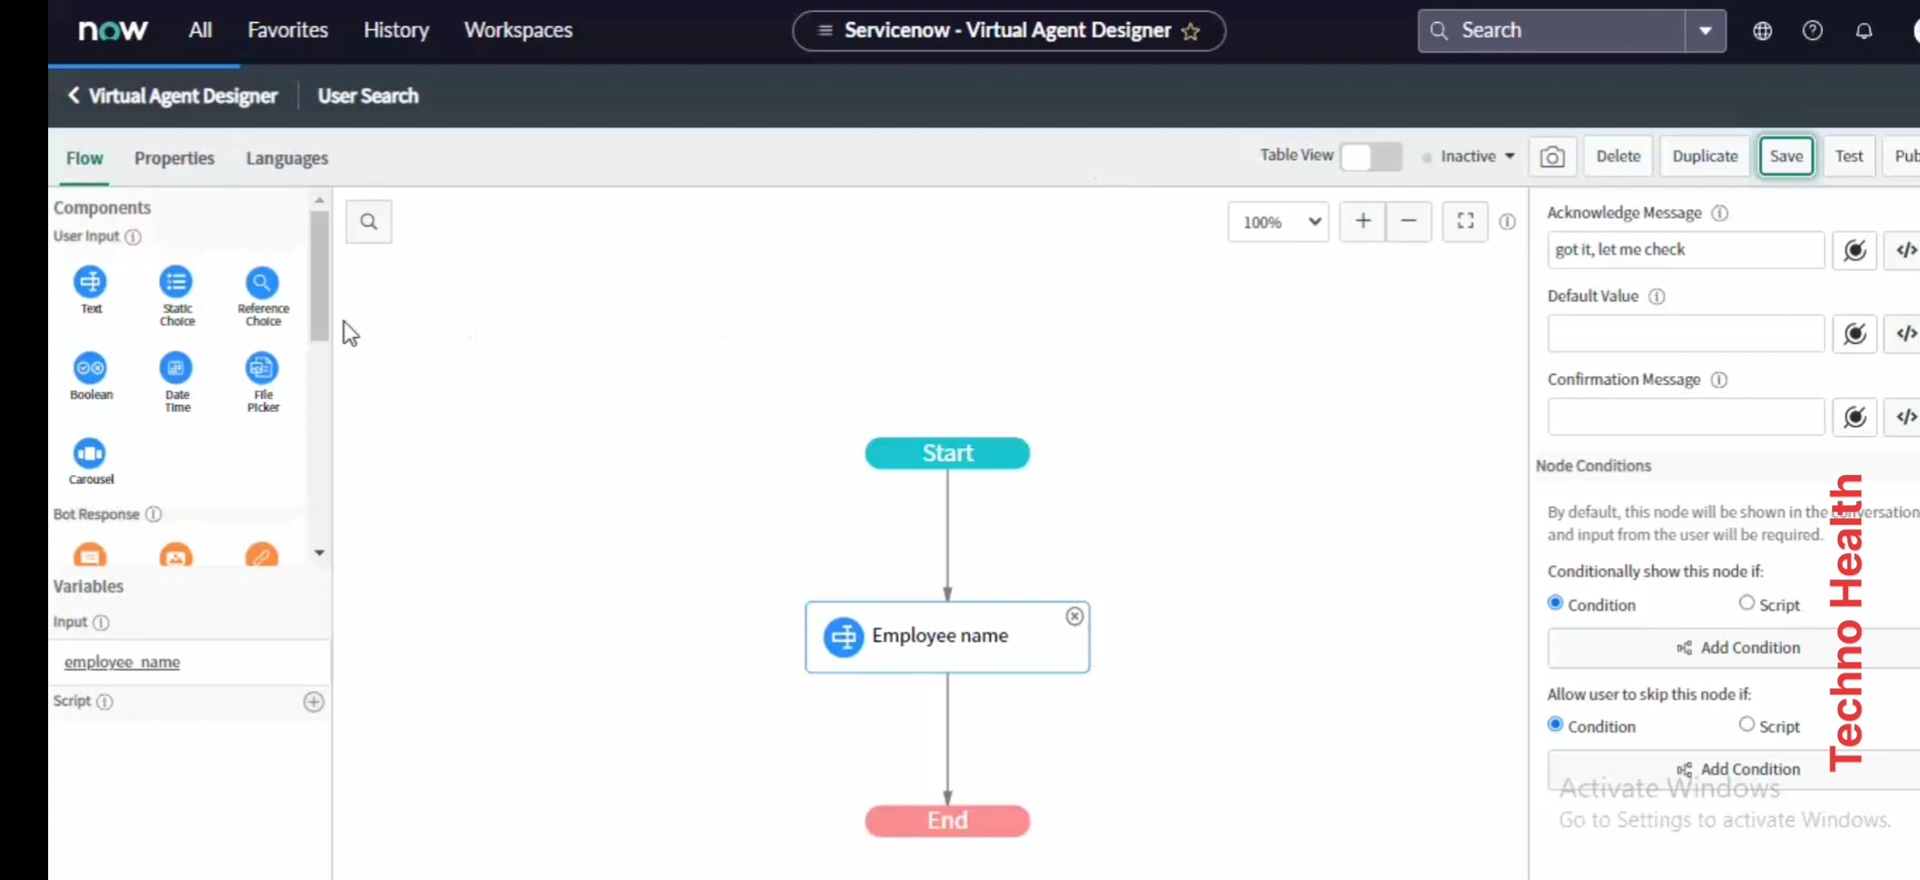 now All Favorites History Workspaces Servicenow - Virtual Agent Designer Search
Virtual Agent Designer User Search
Flow Properties Languages Table View Inactive Delete Duplicate Save Test Pub
Components
User Input
Text Static Choice Reference Choice
Boolean Date Time File Picker
Carousel
Bot Response
Variables
Input
employee_name
Script
100%
Start
Employee name
End
Acknowledge Message
got it, let me check
Default Value
Confirmation Message
Node Conditions
By default, this node will be shown in the conversation
and input from the user will be required.
Conditionally show this node if:
Condition Script
Add Condition
Allow user to skip this node if:
Condition Script
Add Condition
Activate Windows
Go to Settings to activate Windows.
Techno Health